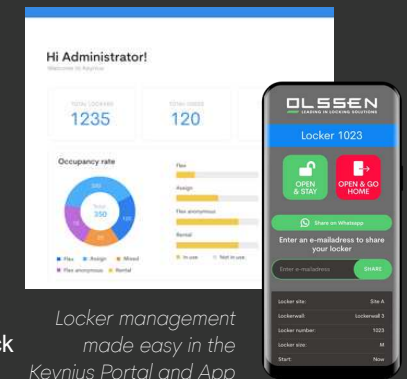 Hi Administrator!
Welcome to Keynius
TOTAL LOCKERS
1235
TOTAL USERS
120
Occupancy rate
Total
350
Flex
Assign
Flex anonymous
Rental
Flex Assign Mixed
Flex anonymous Rental
In use Not in use
OLSSEN
LEADING IN LOCKING SOLUTIONS
Locker 1023
OPEN
& STAY
OPEN & GO
HOME
Share on Whatsapp
Enter an e-mailadress to share
your locker
Enter e-mailadress
SHARE
Locker site: Site A
Lockerwall: Lockerwall 3
Locker number: 1023
Locker size: M
Start: Now
ck
Locker management
made easy in the
Keynius Portal and App